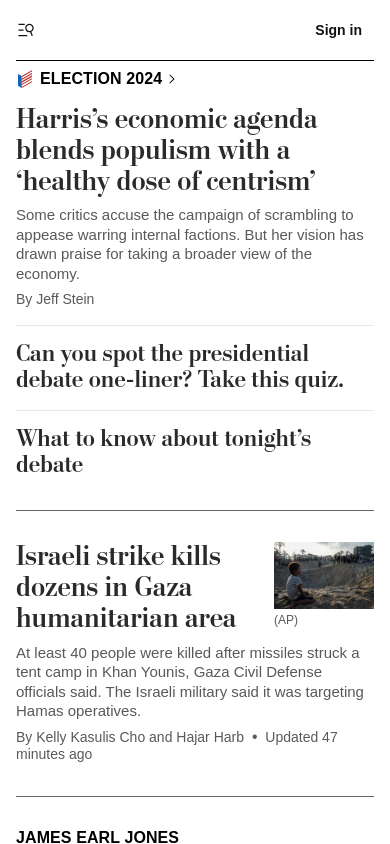 Sign in
ELECTION 2024
Harris’s economic agenda
blends populism with a
‘healthy dose of centrism’
Some critics accuse the campaign of scrambling to
appease warring internal factions. But her vision has
drawn praise for taking a broader view of the
economy.
By Jeff Stein
Can you spot the presidential
debate one-liner? Take this quiz.
What to know about tonight’s
debate
Israeli strike kills
dozens in Gaza
humanitarian area
(AP)
At least 40 people were killed after missiles struck a
tent camp in Khan Younis, Gaza Civil Defense
officials said. The Israeli military said it was targeting
Hamas operatives.
By Kelly Kasulis Cho and Hajar Harb • Updated 47
minutes ago
JAMES EARL JONES